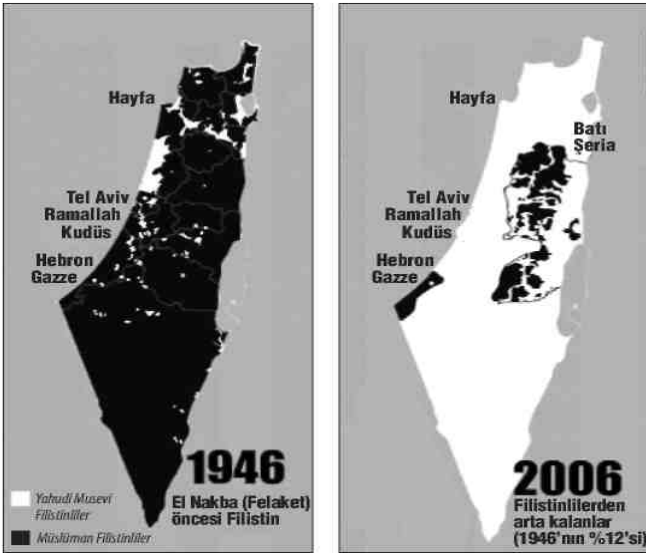 Hayfa
Tel Aviv
Ramallah
Kudüs
Hebron
Gazze
1946
El Nakba (Felaket)
öncesi Filistin
Yahudi Musevi
Filistinliler
Müslüman Filistinliler
Hayfa
Batı
Şeria
Tel Aviv
Ramallah
Kudüs
Hebron
Gazze
2006
Filistinlilerden
arta kalanlar
(1946'nın %12'si)